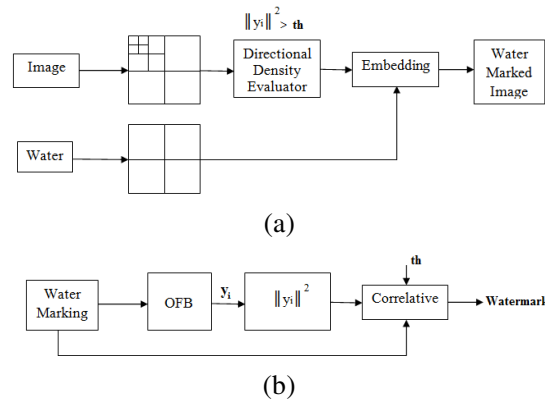 ‖yi‖² > th
Image
Directional
Density
Evaluator
Embedding
Water
Marked
Image
Water
(a)
th
Water
Marking
OFB
yi
‖yi‖²
Correlative
Watermark
(b)